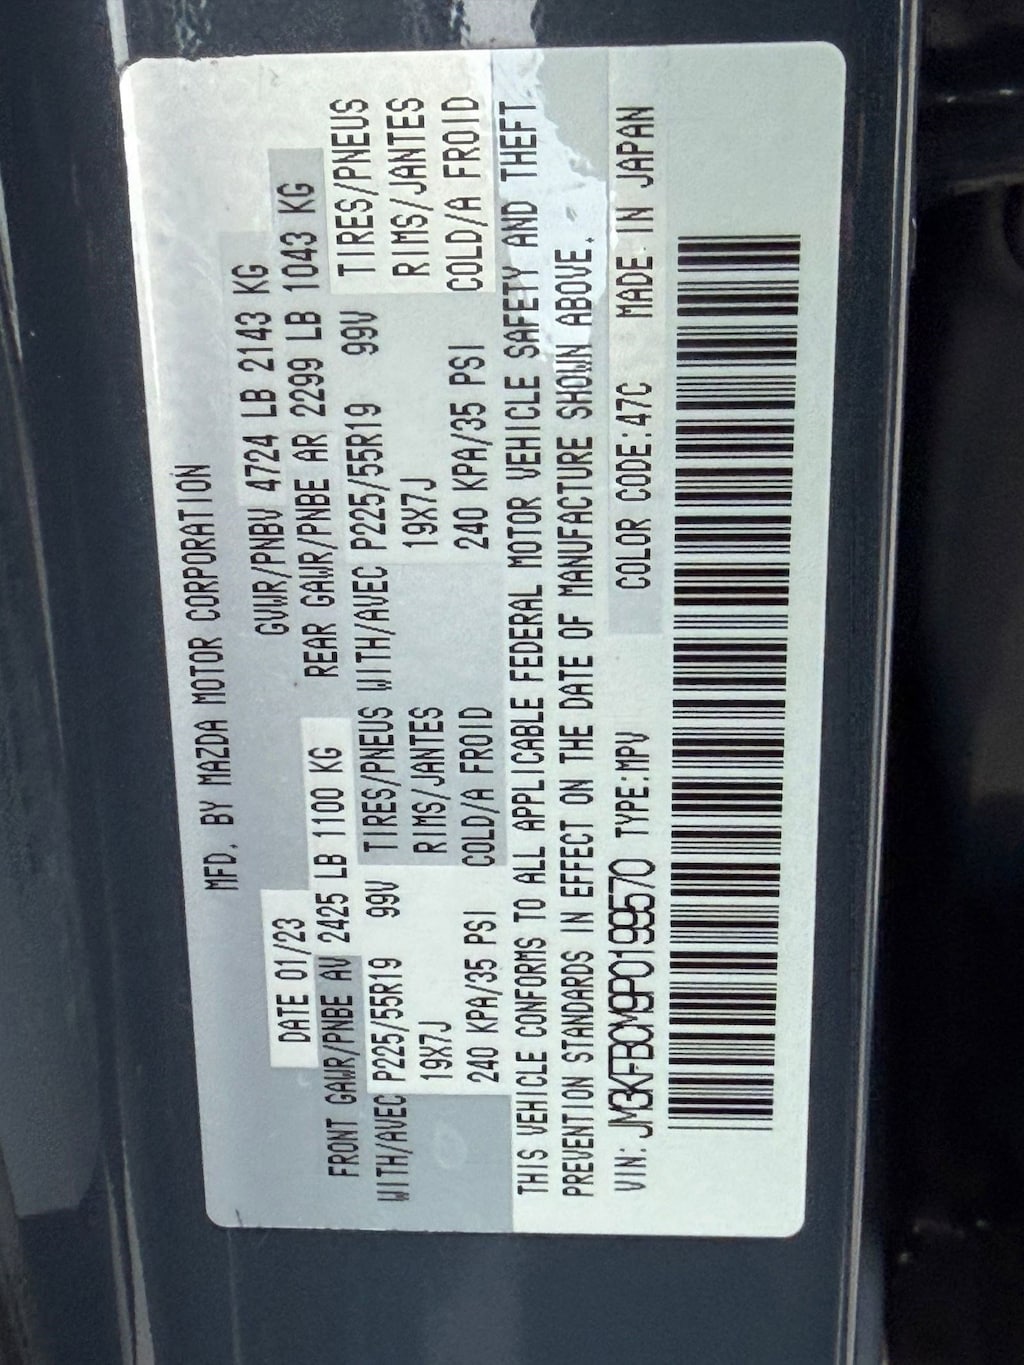 MFD. BY MAZDA MOTOR CORPORATION
DATE 01/23 GVWR/PNBV 4724 LB 2143 KG
FRONT GAWR/PNBE AV 2425 LB 1100 KG REAR GAWR/PNBE AR 2299 LB 1043 KG
WITH/AVEC P225/55R19 99V TIRES/PNEUS WITH/AVEC P225/55R19 99V TIRES/PNEUS
19X7J RIMS/JANTES 19X7J RIMS/JANTES
240 KPA/35 PSI COLD/A FROID 240 KPA/35 PSI COLD/A FROID
THIS VEHICLE CONFORMS TO ALL APPLICABLE FEDERAL MOTOR VEHICLE SAFETY AND THEFT
PREVENTION STANDARDS IN EFFECT ON THE DATE OF MANUFACTURE SHOWN ABOVE.
VIN: JM3KFBCM9P0199570 TYPE:MPV COLOR CODE:47C MADE IN JAPAN